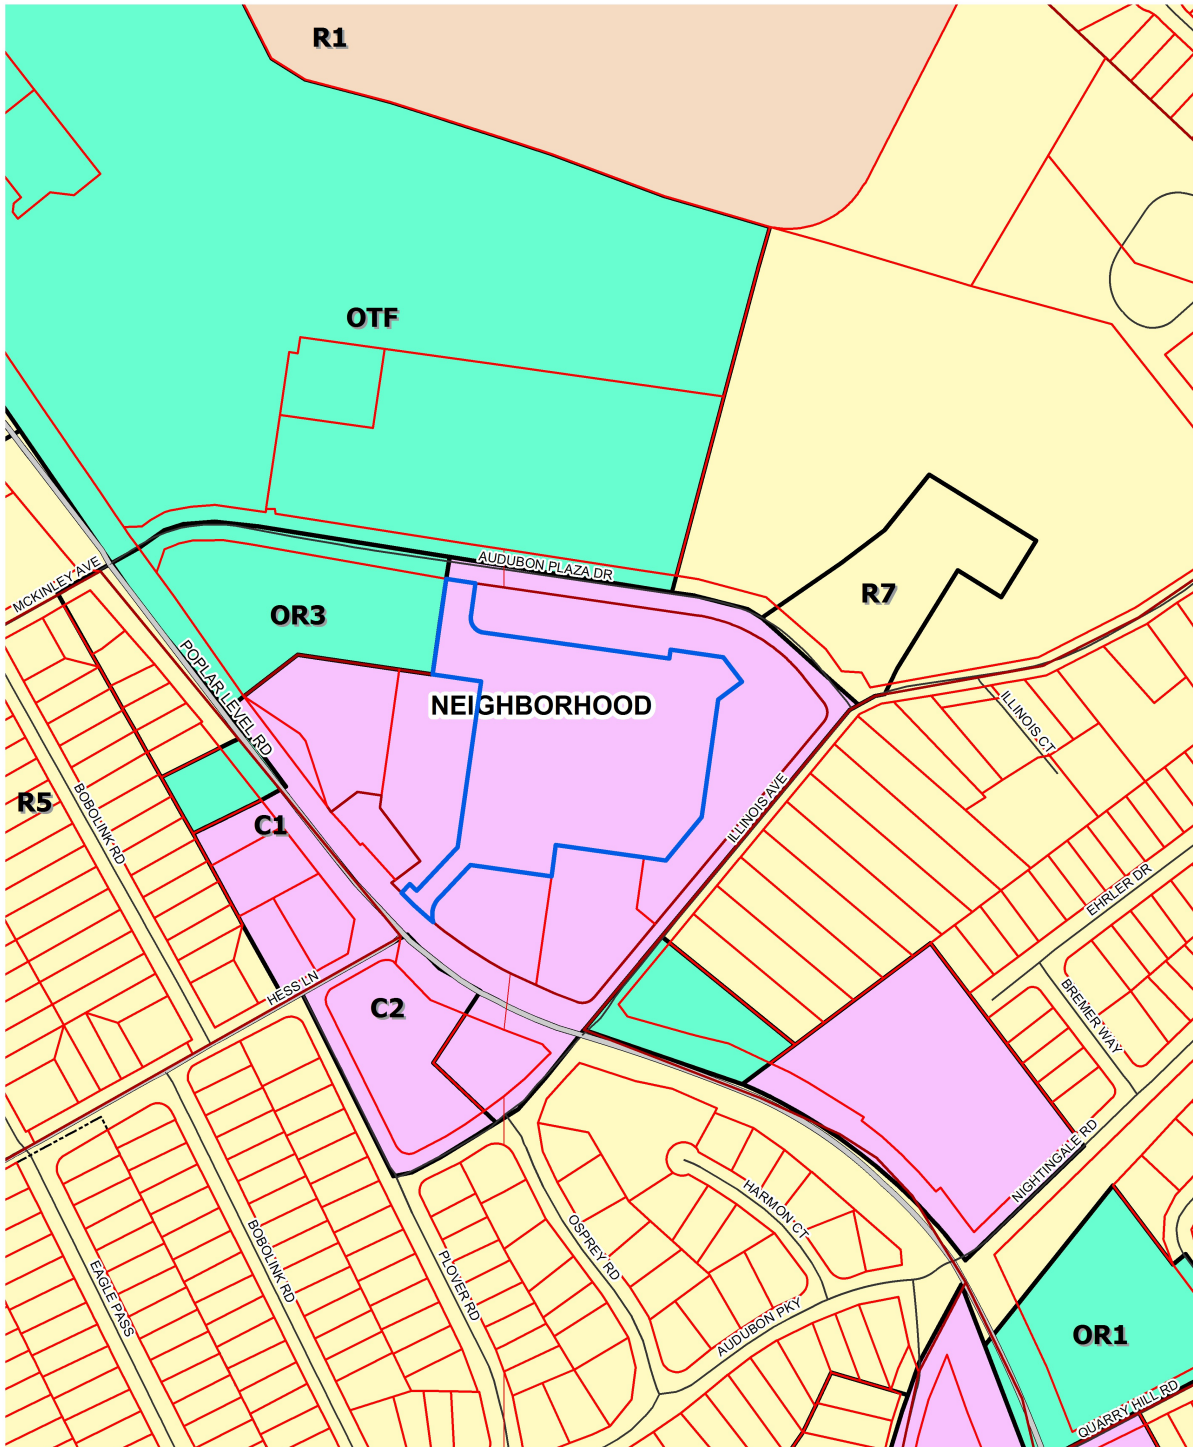 R1
OTF
AUDUBON PLAZA DR
MCKINLEY AVE
R7
OR3
POPLAR LEVEL RD
NEIGHBORHOOD
ILLINOIS CT
R5
BOBOLINK RD
C1
ILLINOIS AVE
EHRLER DR
HESS LN
C2
BREMER WAY
NIGHTINGALE RD
HARMON CT
OSPREY RD
EAGLE PASS
BOBOLINK RD
PLOVER RD
AUDUBON PKY
OR1
QUARRY HILL RD